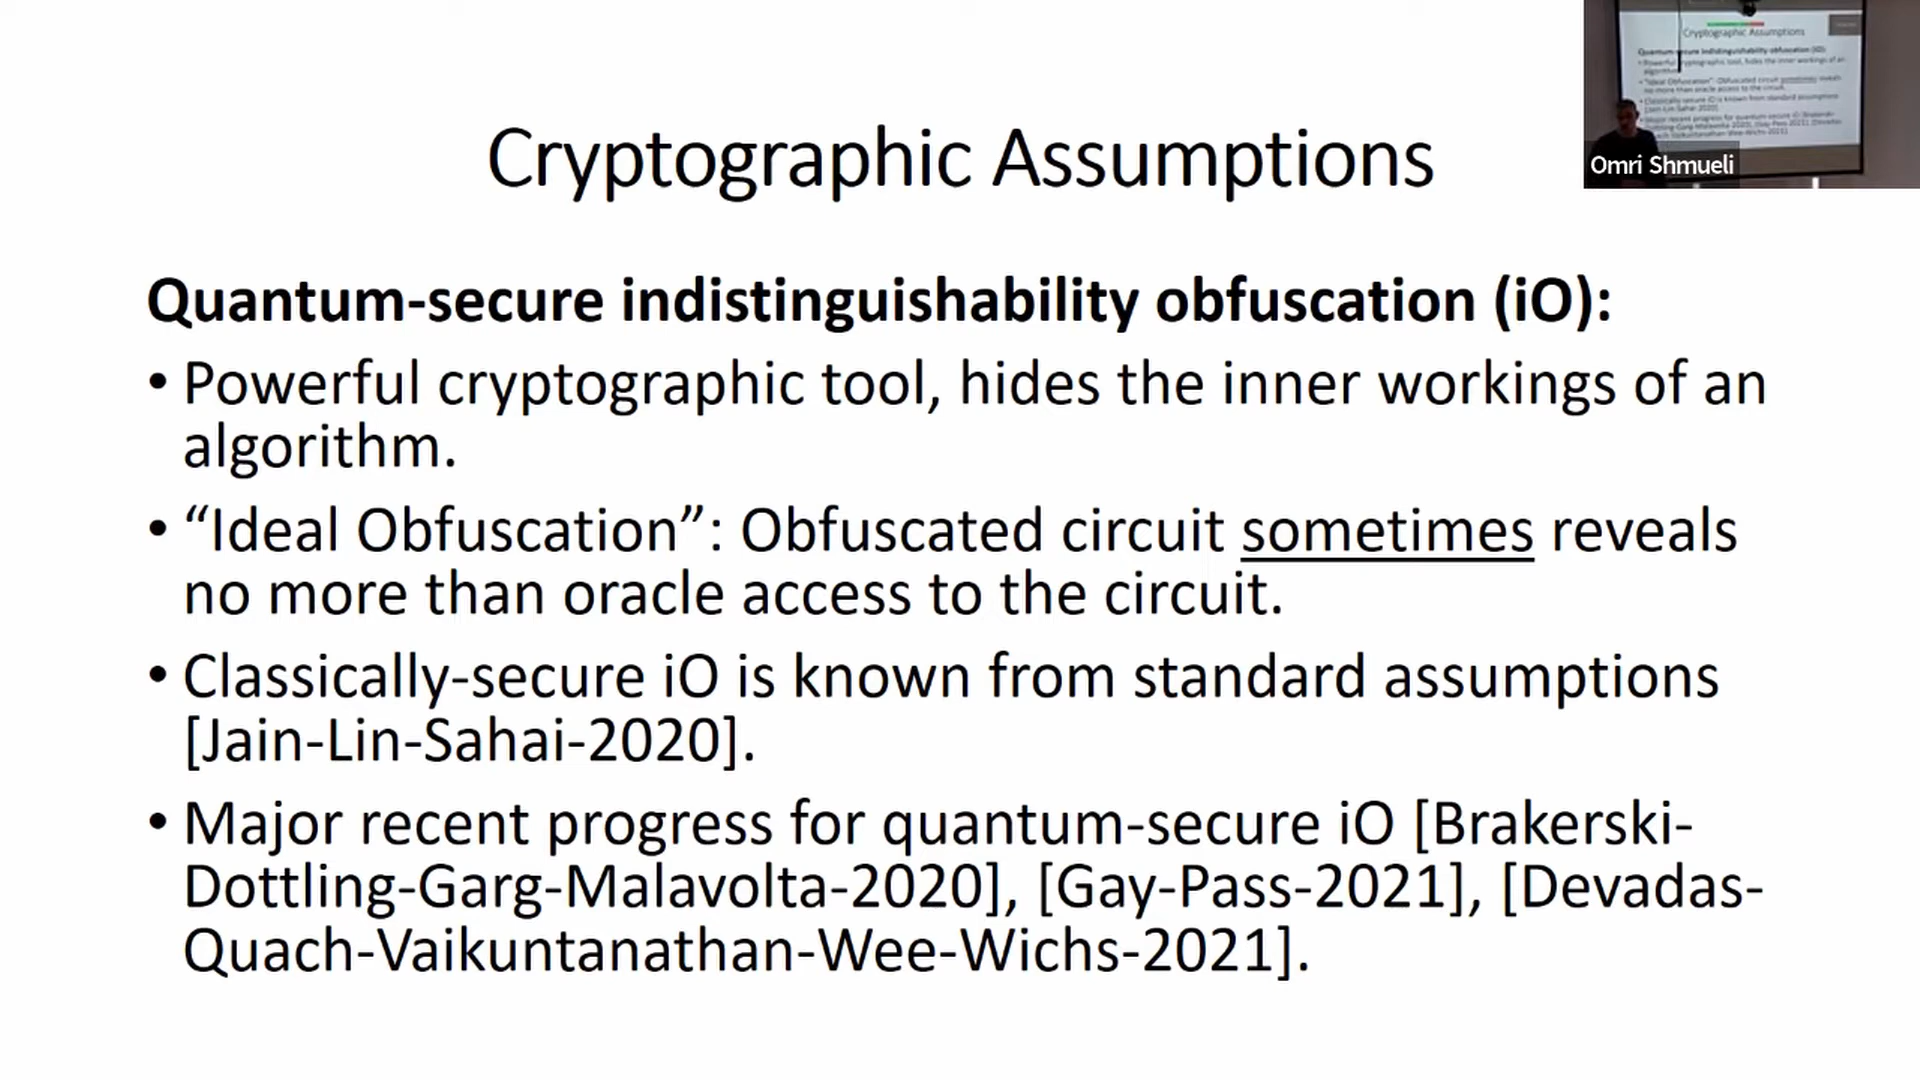 Cryptographic Assumptions
Omri Shmueli
Quantum-secure indistinguishability obfuscation (iO):
• Powerful cryptographic tool, hides the inner workings of an
algorithm.
• “Ideal Obfuscation”: Obfuscated circuit sometimes reveals
no more than oracle access to the circuit.
• Classically-secure iO is known from standard assumptions
[Jain-Lin-Sahai-2020].
• Major recent progress for quantum-secure iO [Brakerski-
Dottling-Garg-Malavolta-2020], [Gay-Pass-2021], [Devadas-
Quach-Vaikuntanathan-Wee-Wichs-2021].